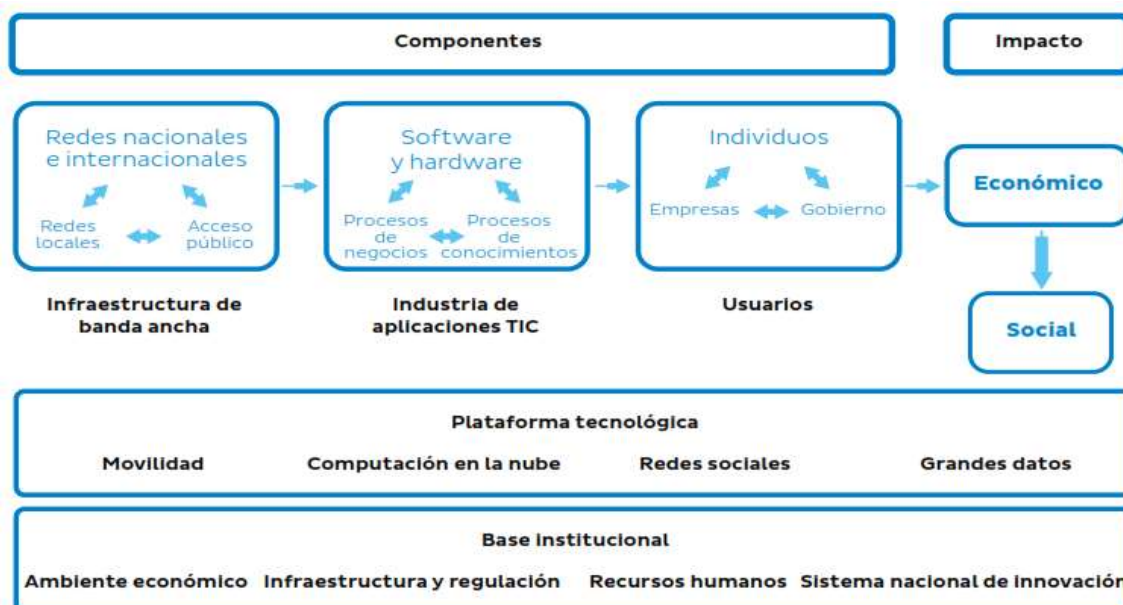 Componentes
Impacto
Redes nacionales
e internacionales
Redes
locales
Acceso
público
Infraestructura de
banda ancha
Software
y hardware
Procesos
de
negocios
Procesos
de
conocimientos
Industria de
aplicaciones TIC
Individuos
Empresas
Gobierno
Usuarios
Económico
Social
Plataforma tecnológica
Movilidad
Computación en la nube
Redes sociales
Grandes datos
Base institucional
Ambiente económico
Infraestructura y regulación
Recursos humanos
Sistema nacional de innovación